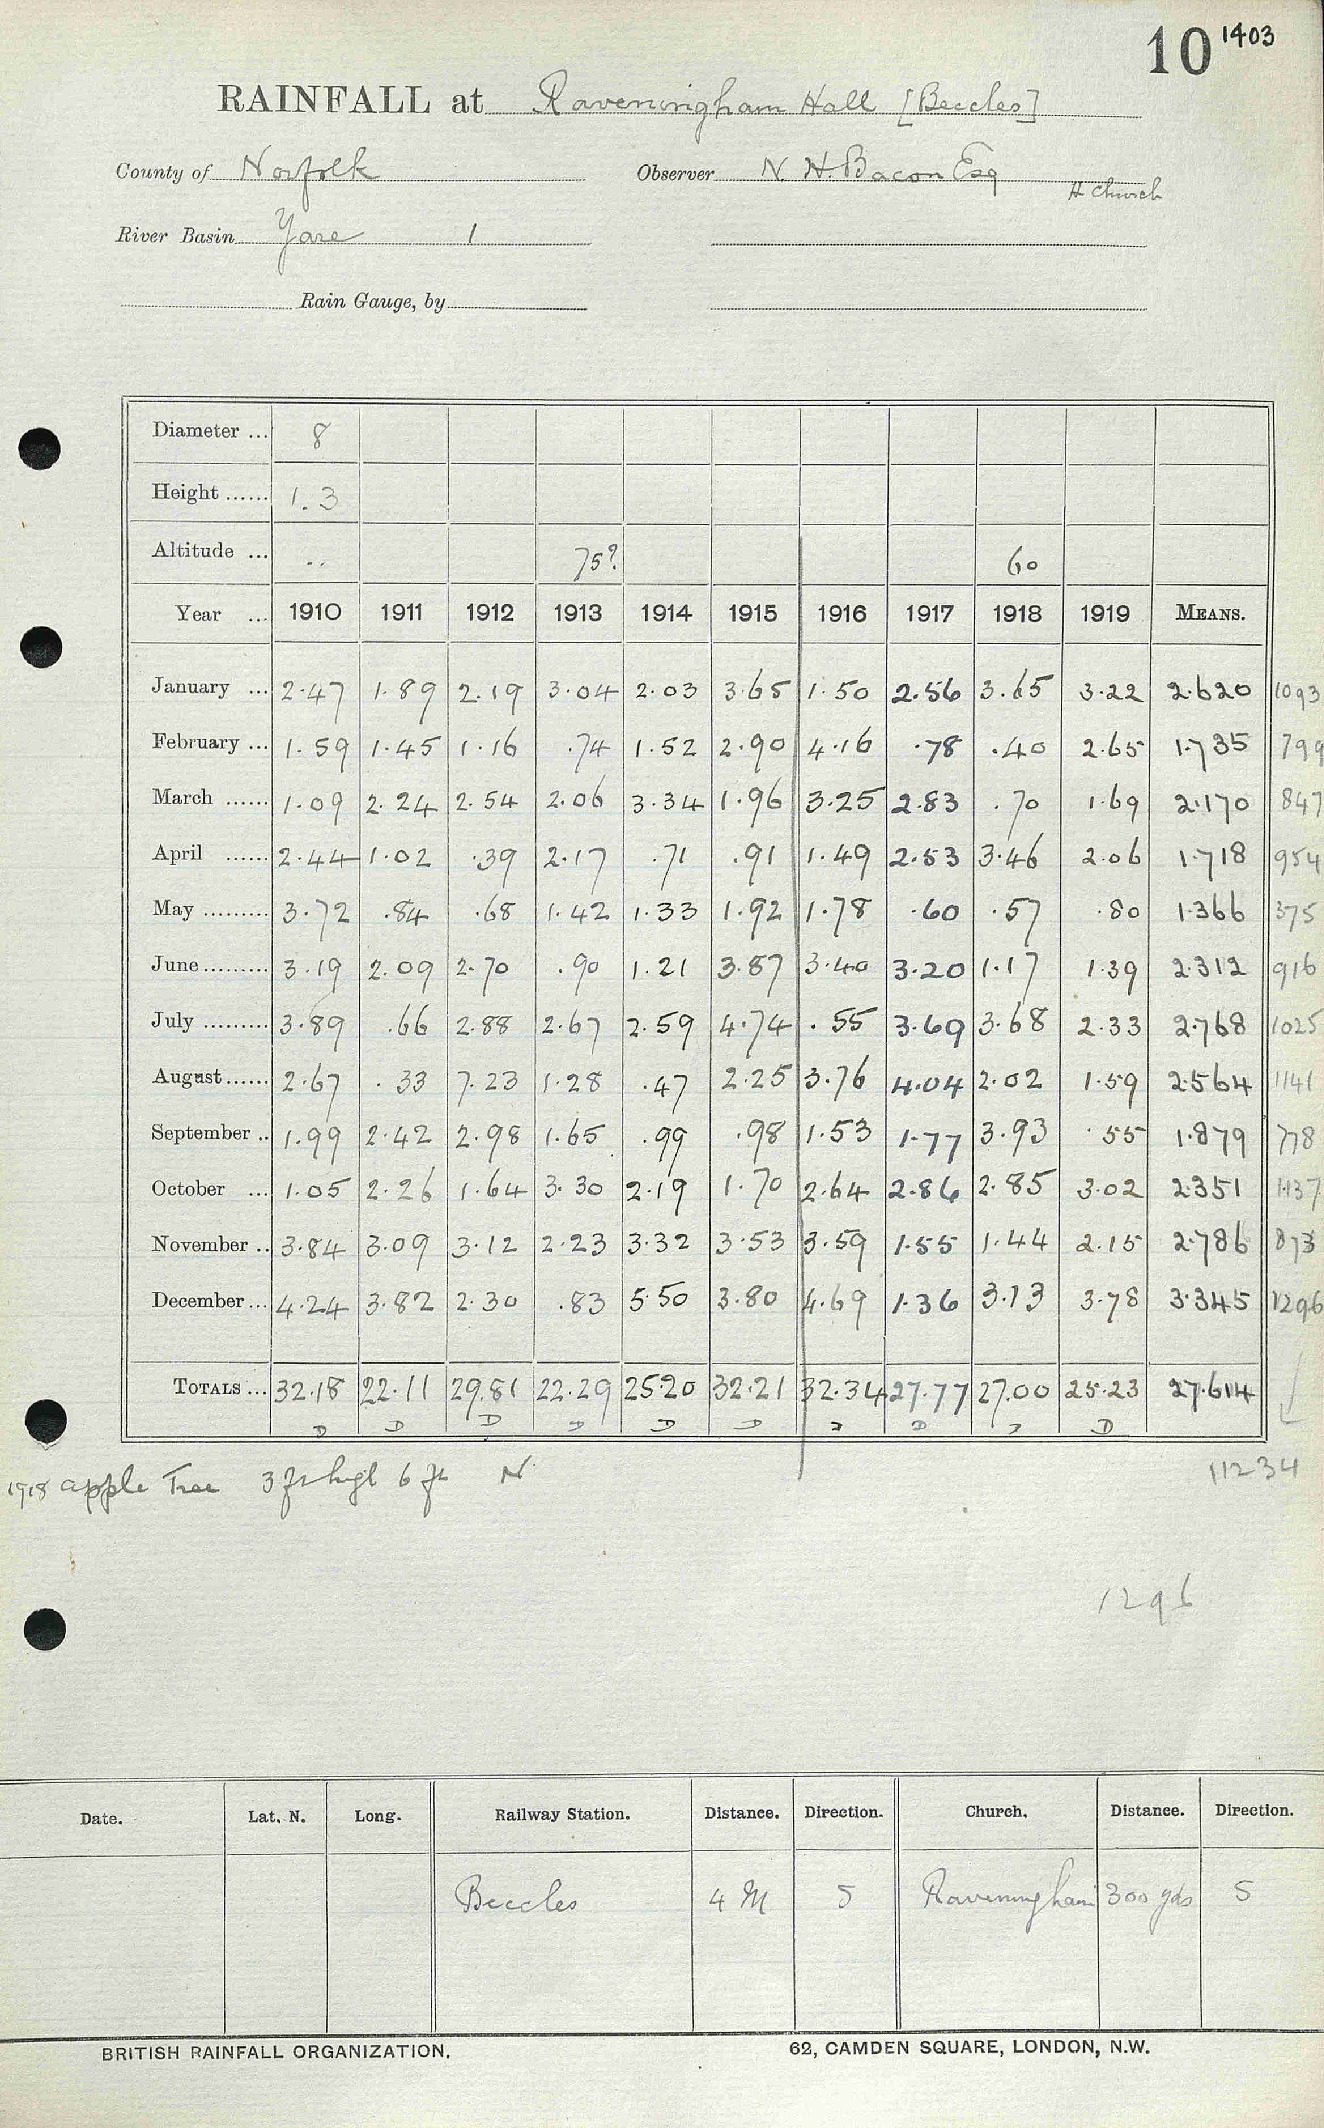 10 1403
RAINFALL at Raveningham Hall [Beccles]
County of Norfolk Observer N. H. Bacon Esq
H Church
River Basin Yare 1
Rain Gauge, by
Diameter ... 8
Height ...... 1.3
Altitude ... .. 75? 60
Year ... 1910 1911 1912 1913 1914 1915 1916 1917 1918 1919 MEANS.
January ... 2.47 1.89 2.19 3.04 2.03 3.65 1.50 2.56 3.65 3.22 2.620 1093
February ... 1.59 1.45 1.16 .74 1.52 2.90 4.16 .78 .40 2.65 1.735 799
March ...... 1.09 2.24 2.54 2.06 3.34 1.96 3.25 2.83 .70 1.69 2.170 847
April ...... 2.44 1.02 .39 2.17 .71 .91 1.49 2.53 3.46 2.06 1.718 954
May ......... 3.72 .84 .68 1.42 1.33 1.92 1.78 .60 .57 .80 1.366 375
June ......... 3.19 2.09 2.70 .90 1.21 3.87 3.40 3.20 1.17 1.39 2.312 916
July ......... 3.89 .66 2.88 2.67 2.59 4.74 .55 3.69 3.68 2.33 2.768 1025
August ...... 2.67 .33 7.23 1.28 .47 2.25 3.76 4.04 2.02 1.59 2.564 1141
September .. 1.99 2.42 2.98 1.65 .99 .98 1.53 1.77 3.93 .55 1.879 778
October ... 1.05 2.26 1.64 3.30 2.19 1.70 2.64 2.86 2.85 3.02 2.351 1137
November .. 3.84 3.09 3.12 2.23 3.32 3.53 3.59 1.55 1.44 2.15 2.786 873
December ... 4.24 3.82 2.30 .83 5.50 3.80 4.69 1.36 3.13 3.78 3.345 1296
TOTALS ... 32.18 22.11 29.81 22.29 25.20 32.21 32.34 27.77 27.00 25.23 27.614
D D D D D D D D D D
1918 apple Tree 3 ft high 6 ft N 11234
1296
Date. Lat. N. Long. Railway Station. Distance. Direction. Church. Distance. Direction.
Beccles 4 M S Raveningham 300 yds S
BRITISH RAINFALL ORGANIZATION. 62, CAMDEN SQUARE, LONDON, N.W.